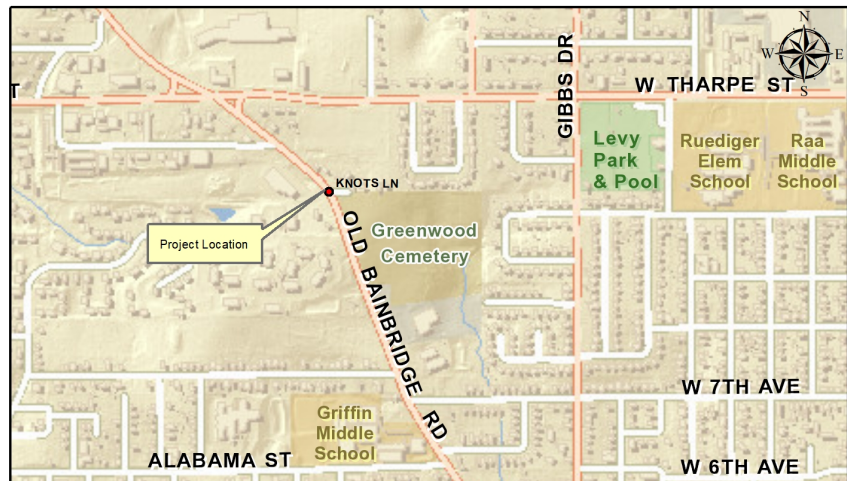 N
W E
S
W THARPE ST
T
GIBBS DR
Levy
Park
& Pool
Ruediger
Elem
School
Raa
Middle
School
KNOTS LN
Project Location
OLD BAINBRIDGE RD
Greenwood
Cemetery
W 7TH AVE
Griffin
Middle
School
ALABAMA ST
W 6TH AVE